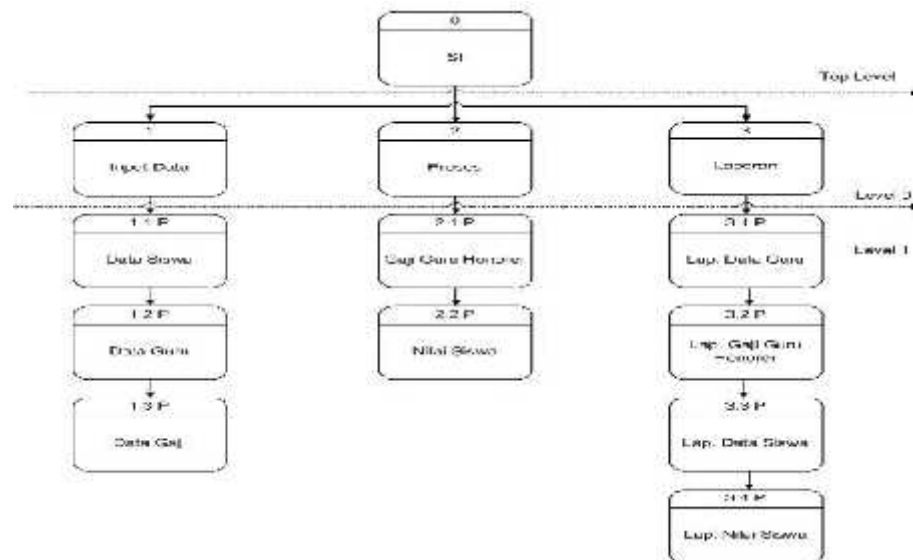 0
SI
Top Level
1
2
3
Input Data
Proses
Laporan
Level 0
1.1 P
2.1 P
3.1 P
Data Siswa
Gaji Guru Honorer
Lap. Data Guru
Level 1
1.2 P
2.2 P
3.2 P
Data Guru
Nilai Siswa
Lap. Gaji Guru
Honorer
1.3 P
3.3 P
Data Gaji
Lap. Data Siswa
3.4 P
Lap. Nilai Siswa